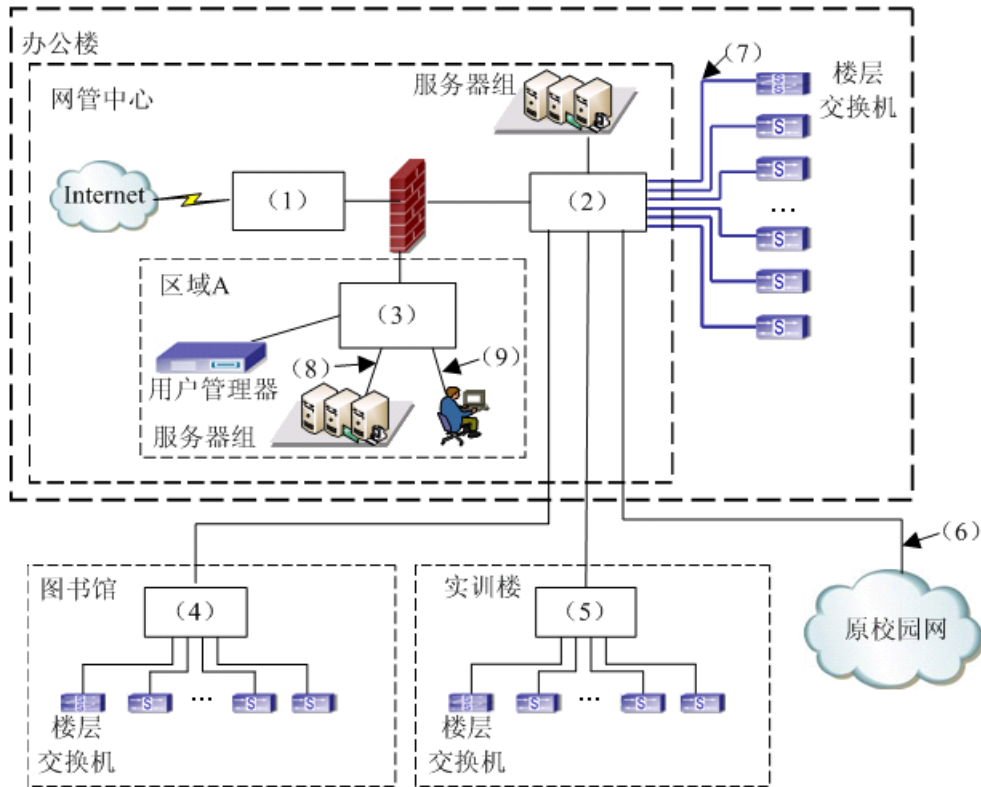 办公楼
网管中心
服务器组
(7)
楼层
交换机
Internet
(1)
(2)
S
S
S
S
...
S
S
S
区域A
(3)
用户管理器
(8)
(9)
服务器组
(6)
图书馆
(4)
S
S
...
S
S
楼层
交换机
实训楼
(5)
S
S
...
S
S
楼层
交换机
原校园网